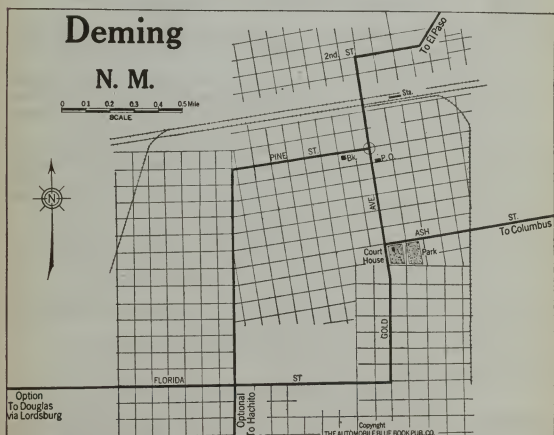 Deming
N. M.
0 0.1 0.2 0.3 0.4 0.5 Mile
SCALE
2nd. ST.
To El Paso
Sta.
PINE ST.
Bk.
P.O.
N
AVE.
ASH ST.
To Columbus
Court House
Park
GOLD
FLORIDA ST
Option
To Douglas
via Lordsburg
Optional
To Hachito
Copyright
THE AUTOMOBILE BLUE BOOK PUB. CO.